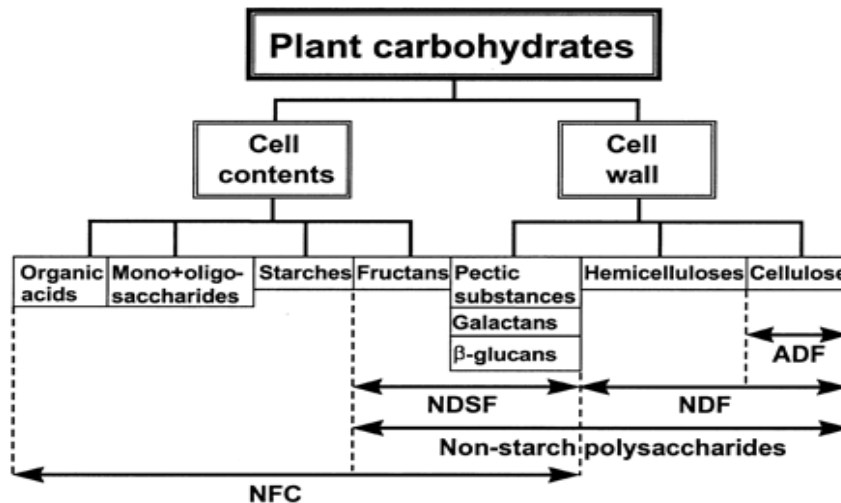 Plant carbohydrates
Cell
contents
Cell
wall
Organic
acids
Mono+oligo-
saccharides
Starches
Fructans
Pectic
substances
Galactans
β-glucans
Hemicelluloses
Cellulose
ADF
NDSF
NDF
Non-starch polysaccharides
NFC